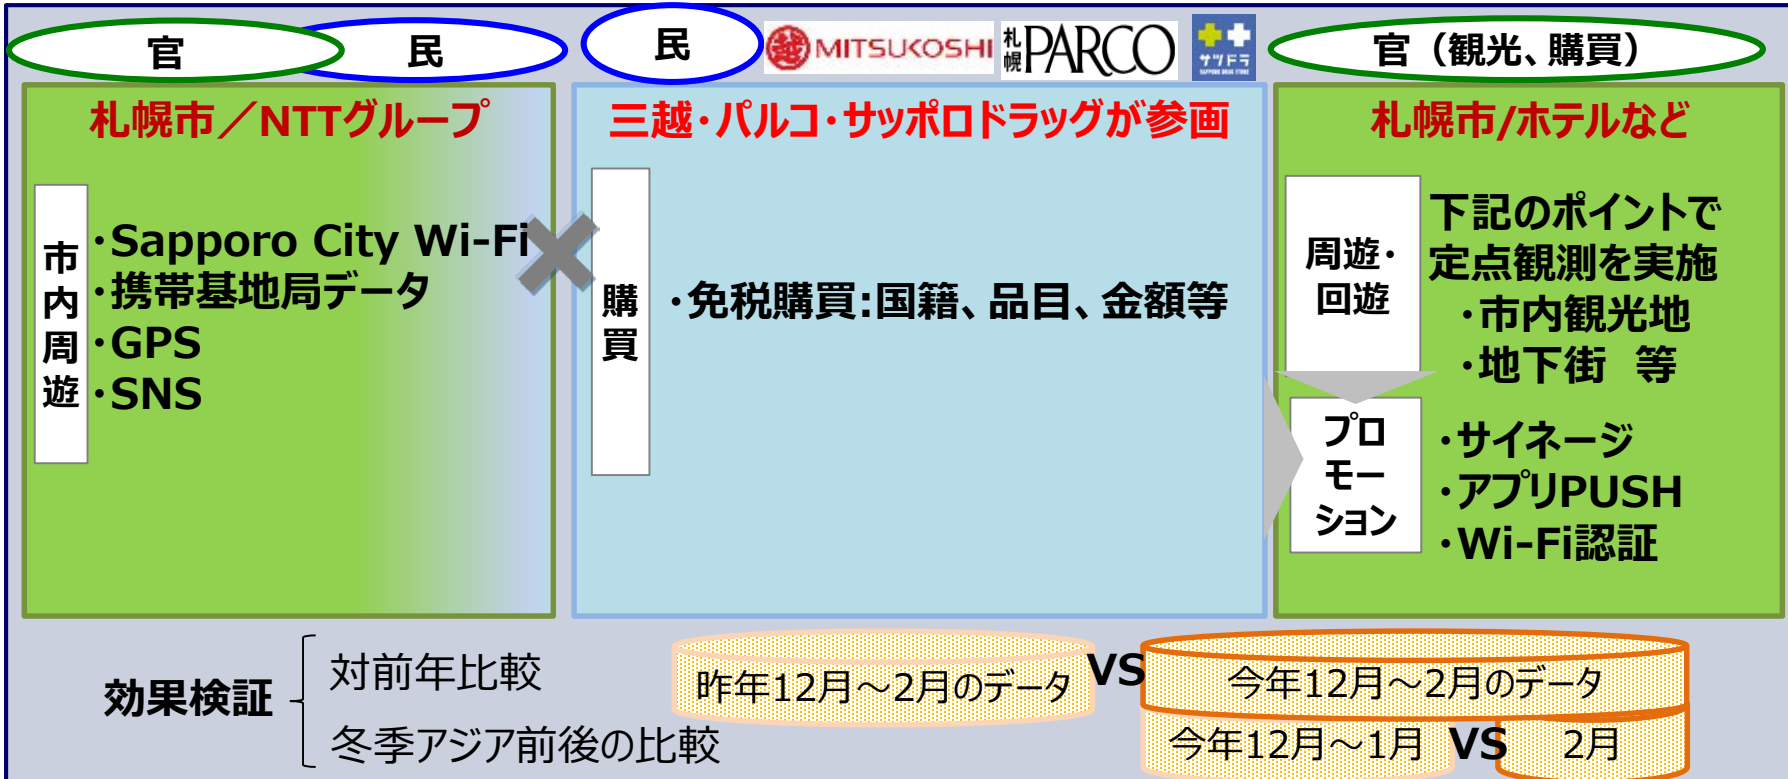 官
民
民
越 MITSUKOSHI
札幌 PARCO
サツドラ
SAPPORO DRUG STORE
官（観光、購買）
札幌市／NTTグループ
市内周遊
・Sapporo City Wi-Fi
・携帯基地局データ
・GPS
・SNS
三越・パルコ・サッポロドラッグが参画
購買
・免税購買:国籍、品目、金額等
札幌市/ホテルなど
周遊・
回遊
下記のポイントで
定点観測を実施
・市内観光地
・地下街　等
プロ
モー
ション
・サイネージ
・アプリPUSH
・Wi-Fi認証
効果検証
対前年比較
昨年12月～2月のデータ
VS
今年12月～2月のデータ
冬季アジア前後の比較
今年12月～1月
VS
2月